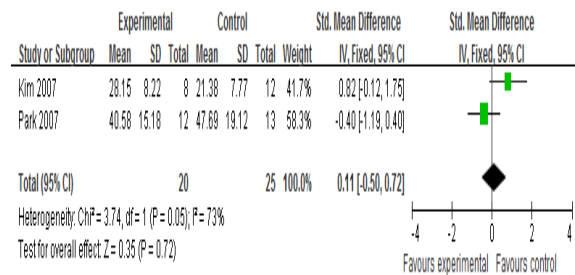 Experimental Control Std. Mean Difference Std. Mean Difference
Study or Subgroup Mean SD Total Mean SD Total Weight IV, Fixed, 95% CI IV, Fixed, 95% CI
Kim 2007 28.15 8.22 8 21.38 7.77 12 41.7% 0.82 [-0.12, 1.75]
Park 2007 40.58 15.18 12 47.69 19.12 13 58.3% -0.40 [-1.19, 0.40]
Total (95% CI) 20 25 100.0% 0.11 [-0.50, 0.72]
Heterogeneity: Chi² = 3.74, df = 1 (P = 0.05); I² = 73%
Test for overall effect: Z = 0.35 (P = 0.72)
-4 -2 0 2 4
Favours experimental Favours control